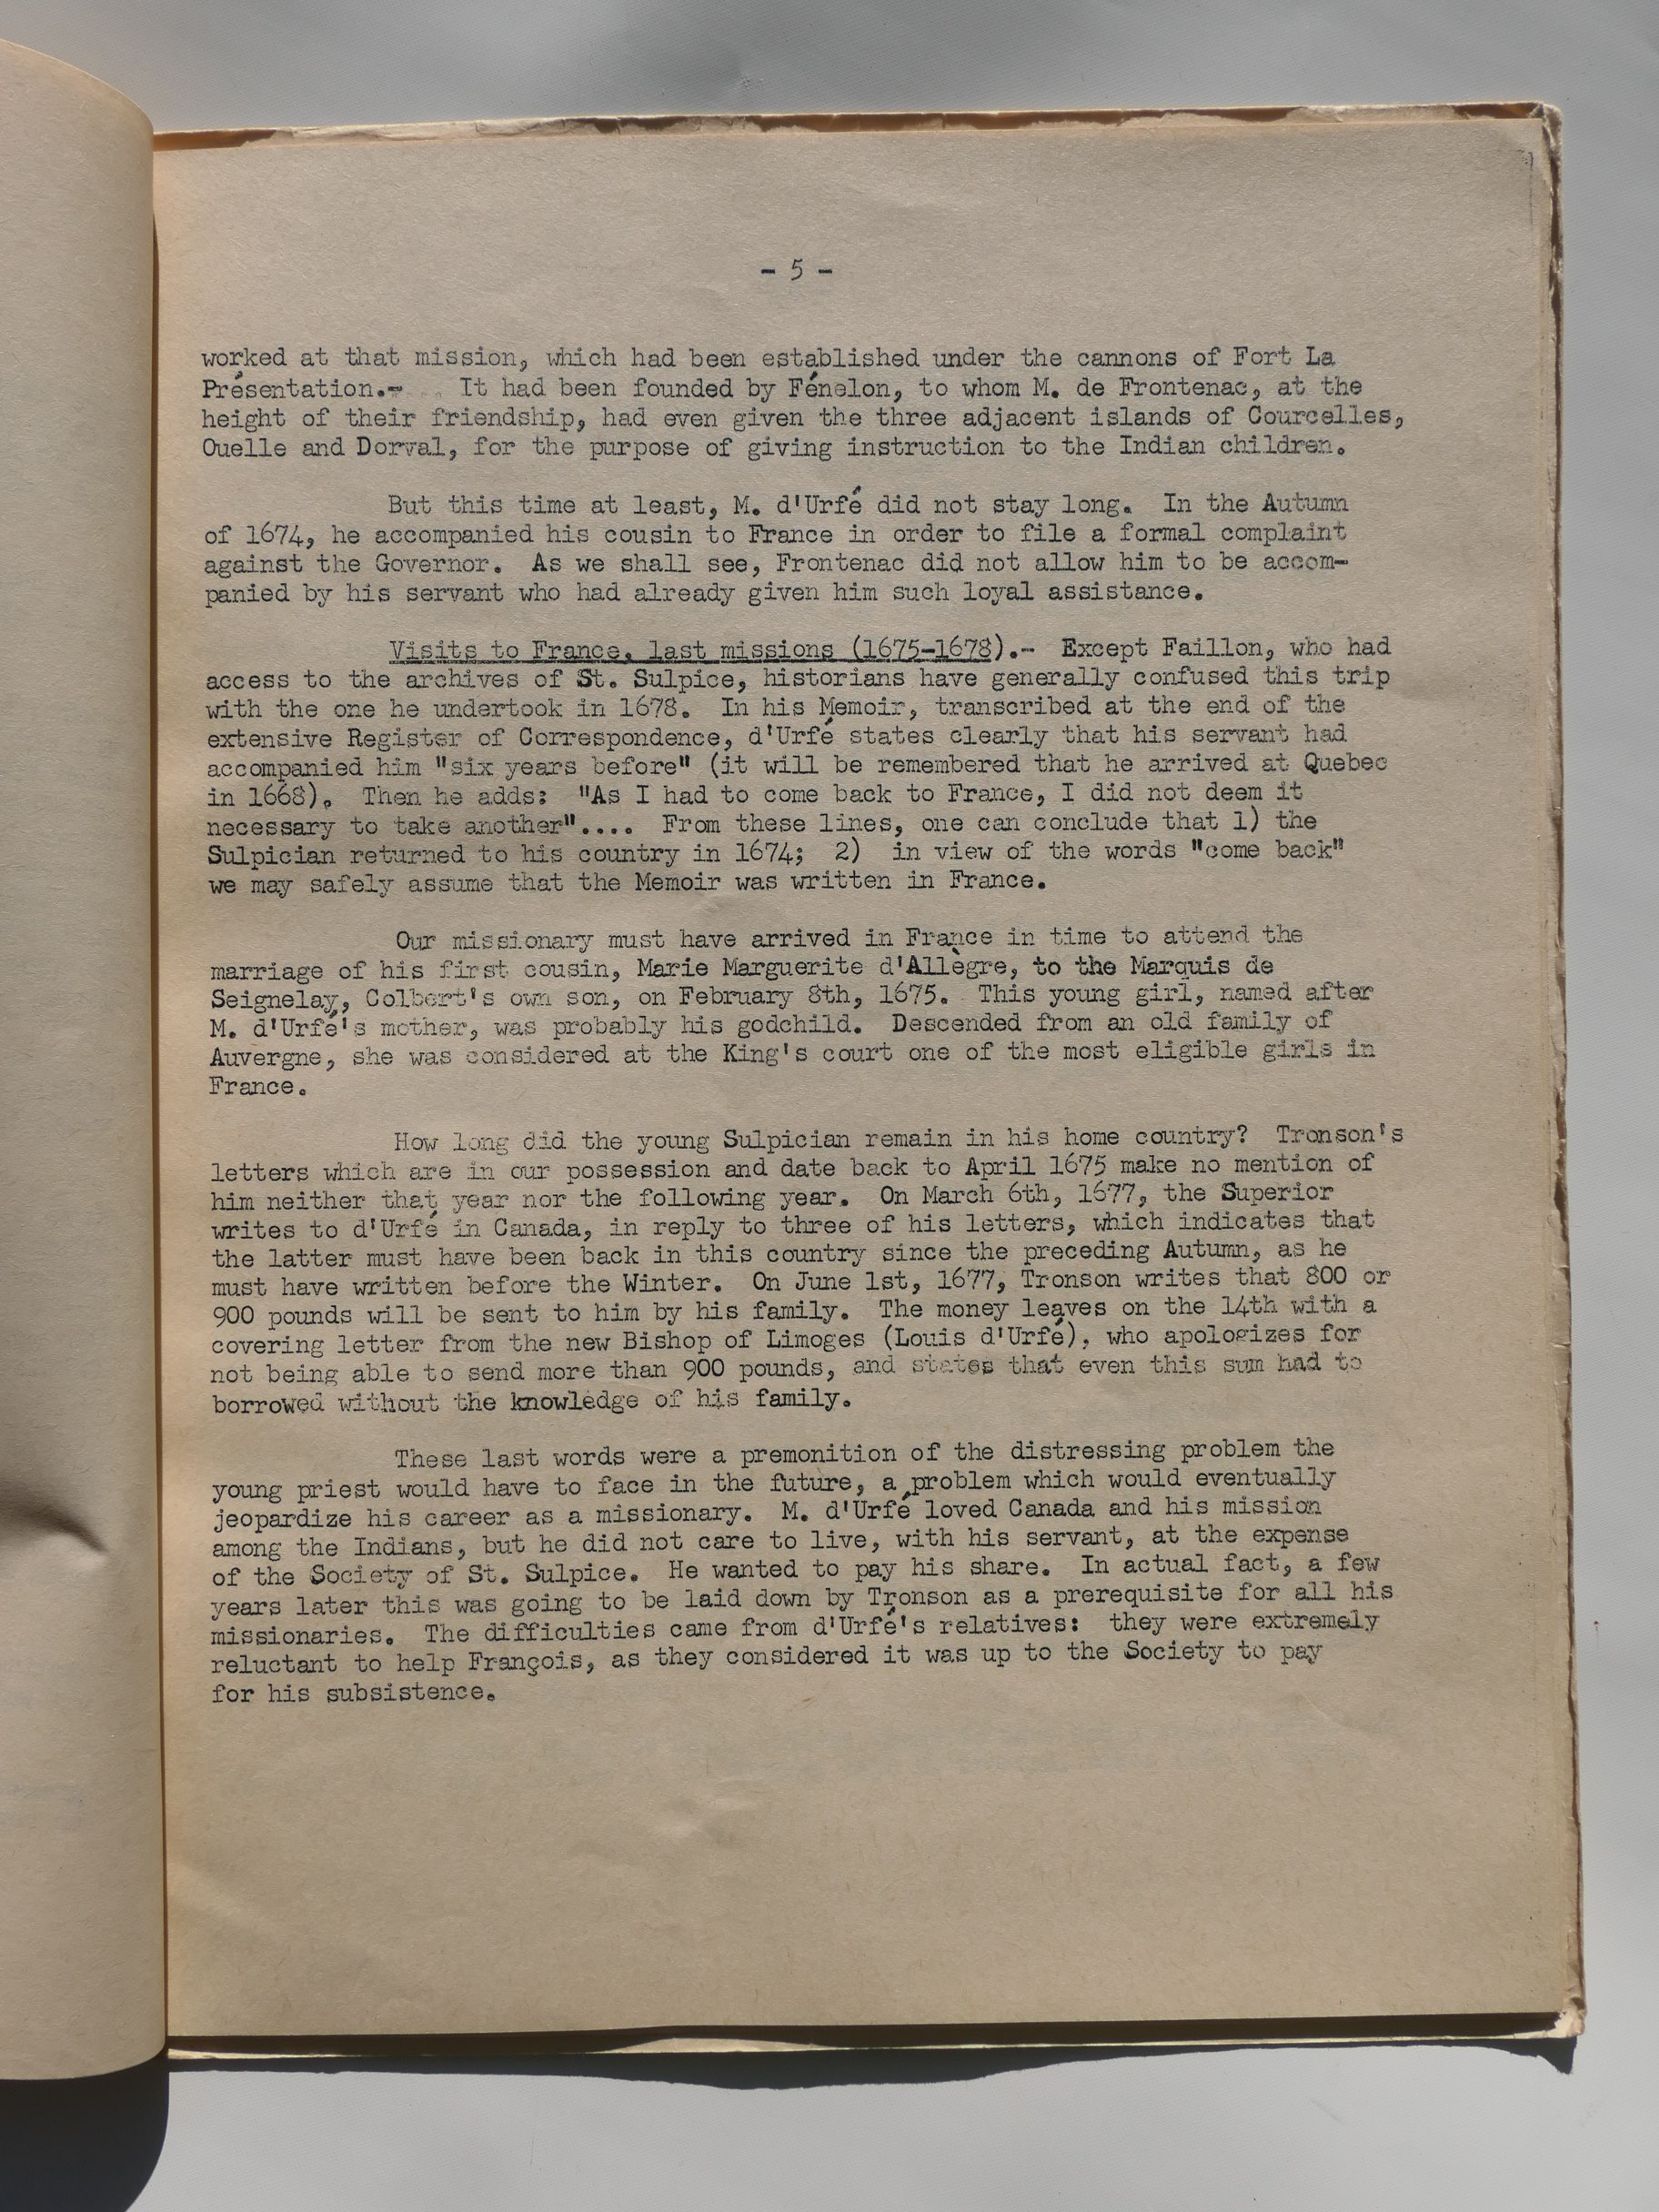 - 5 -
worked at that mission, which had been established under the cannons of Fort La
Présentation.- It had been founded by Fénelon, to whom M. de Frontenac, at the
height of their friendship, had even given the three adjacent islands of Courcelles,
Ouelle and Dorval, for the purpose of giving instruction to the Indian children.
But this time at least, M. d'Urfé did not stay long. In the Autumn
of 1674, he accompanied his cousin to France in order to file a formal complaint
against the Governor. As we shall see, Frontenac did not allow him to be accom-
panied by his servant who had already given him such loyal assistance.
Visits to France, last missions (1675-1678).- Except Faillon, who had
access to the archives of St. Sulpice, historians have generally confused this trip
with the one he undertook in 1678. In his Memoir, transcribed at the end of the
extensive Register of Correspondence, d'Urfé states clearly that his servant had
accompanied him "six years before" (it will be remembered that he arrived at Quebec
in 1668). Then he adds: "As I had to come back to France, I did not deem it
necessary to take another".... From these lines, one can conclude that 1) the
Sulpician returned to his country in 1674; 2) in view of the words "come back"
we may safely assume that the Memoir was written in France.
Our missionary must have arrived in France in time to attend the
marriage of his first cousin, Marie Marguerite d'Allègre, to the Marquis de
Seignelay, Colbert's own son, on February 8th, 1675. This young girl, named after
M. d'Urfé's mother, was probably his godchild. Descended from an old family of
Auvergne, she was considered at the King's court one of the most eligible girls in
France.
How long did the young Sulpician remain in his home country? Tronson's
letters which are in our possession and date back to April 1675 make no mention of
him neither that year nor the following year. On March 6th, 1677, the Superior
writes to d'Urfé in Canada, in reply to three of his letters, which indicates that
the latter must have been back in this country since the preceding Autumn, as he
must have written before the Winter. On June 1st, 1677, Tronson writes that 800 or
900 pounds will be sent to him by his family. The money leaves on the 14th with a
covering letter from the new Bishop of Limoges (Louis d'Urfé), who apologizes for
not being able to send more than 900 pounds, and states that even this sum had to
borrowed without the knowledge of his family.
These last words were a premonition of the distressing problem the
young priest would have to face in the future, a problem which would eventually
jeopardize his career as a missionary. M. d'Urfé loved Canada and his mission
among the Indians, but he did not care to live, with his servant, at the expense
of the Society of St. Sulpice. He wanted to pay his share. In actual fact, a few
years later this was going to be laid down by Tronson as a prerequisite for all his
missionaries. The difficulties came from d'Urfé's relatives: they were extremely
reluctant to help François, as they considered it was up to the Society to pay
for his subsistence.